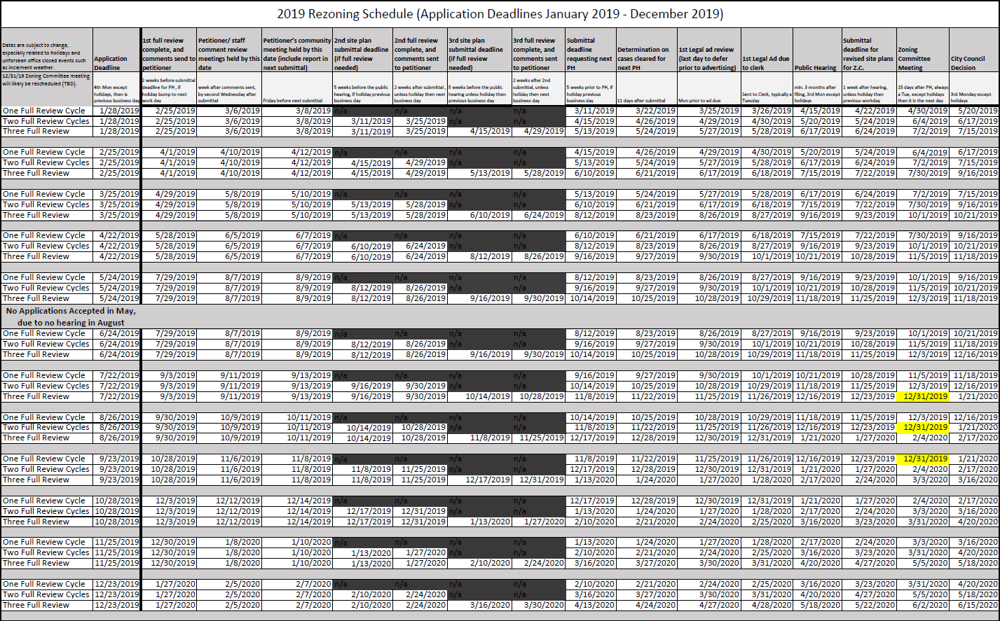 2019 Rezoning Schedule (Application Deadlines January 2019 - December 2019)
Dates are subject to change,
especially related to holidays and
unforseen office closed events such
as inclement weather.
12/31/19 Zoning Committee meeting
will likely be rescheduled (TBD).
Application
Deadline
4th Mon except
holidays, then is
previous business day
1st full review
complete, and
comments send to
petitioner
2 weeks before submittal
deadline for PH , if
holiday bump to next
work day
Petitioner/ staff
comment review
meetings held by this
date
week after comments sent,
by second Wednesday after
submittal
Petitioner's community
meeting held by this
date (include report in
next submittal)
Friday before next submittal
2nd site plan
submittal deadline
(if full review
needed)
5 weeks before the public
hearing, if holiday previous
business day
2nd full review
complete, and
comments sent
to petitioner
2 weeks after submittal ,
unless holiday then next
business day
3rd site plan
submittal deadline
(if full review
needed)
5 weeks before the public
hearing unless holiday then
previous business day
3rd full review
complete, and
comments sent
to petitioner
2 weeks after 2nd
submittal, unless
holiday then next
business day
Submittal
deadline
requesting next
PH
5 weeks prior to PH, if
holiday previous
business day
Determination on
cases cleared for
next PH
11 days after submittal
1st Legal ad review
(last day to defer
prior to advertising)
Mon prior to ad due
1st Legal Ad due
to clerk
Sent to Clerk, typically a
Tuesday
Public Hearing
min. 3 months after
filing, 3rd Mon except
holidays
Submittal
deadline for
revised site plans
for Z.C.
1 week after hearing,
unless holiday then
previous workday
Zoning
Committee
Meeting
15 days after PH, always
a Tue, except holidays
then it is the next day
City Council
Decision
3rd Monday except
holidays
One Full Review Cycle 1/28/2019 2/25/2019 3/6/2019 3/8/2019 n/a n/a n/a n/a 3/11/2019 3/22/2019 3/25/2019 3/26/2019 4/15/2019 4/22/2019 4/30/2019 5/20/2019
Two Full Review Cycles 1/28/2019 2/25/2019 3/6/2019 3/8/2019 3/11/2019 3/25/2019 n/a n/a 4/15/2019 4/26/2019 4/29/2019 4/30/2019 5/20/2019 5/24/2019 6/4/2019 6/17/2019
Three Full Review 1/28/2019 2/25/2019 3/6/2019 3/8/2019 3/11/2019 3/25/2019 4/15/2019 4/29/2019 5/13/2019 5/24/2019 5/27/2019 5/28/2019 6/17/2019 6/24/2019 7/2/2019 7/15/2019
One Full Review Cycle 2/25/2019 4/1/2019 4/10/2019 4/12/2019 n/a n/a n/a n/a 4/15/2019 4/26/2019 4/29/2019 4/30/2019 5/20/2019 5/24/2019 6/4/2019 6/17/2019
Two Full Review Cycles 2/25/2019 4/1/2019 4/10/2019 4/12/2019 4/15/2019 4/29/2019 n/a n/a 5/13/2019 5/24/2019 5/27/2019 5/28/2019 6/17/2019 6/24/2019 7/2/2019 7/15/2019
Three Full Review 2/25/2019 4/1/2019 4/10/2019 4/12/2019 4/15/2019 4/29/2019 5/13/2019 5/28/2019 6/10/2019 6/21/2019 6/17/2019 6/18/2019 7/15/2019 7/22/2019 7/30/2019 9/16/2019
One Full Review Cycle 3/25/2019 4/29/2019 5/8/2019 5/10/2019 n/a n/a n/a n/a 5/13/2019 5/24/2019 5/27/2019 5/28/2019 6/17/2019 6/24/2019 7/2/2019 7/15/2019
Two Full Review Cycles 3/25/2019 4/29/2019 5/8/2019 5/10/2019 5/13/2019 5/28/2019 n/a n/a 6/10/2019 6/21/2019 6/17/2019 6/18/2019 7/15/2019 7/22/2019 7/30/2019 9/16/2019
Three Full Review 3/25/2019 4/29/2019 5/8/2019 5/10/2019 5/13/2019 5/28/2019 6/10/2019 6/24/2019 8/12/2019 8/23/2019 8/26/2019 8/27/2019 9/16/2019 9/23/2019 10/1/2019 10/21/2019
One Full Review Cycle 4/22/2019 5/28/2019 6/5/2019 6/7/2019 n/a n/a n/a n/a 6/10/2019 6/21/2019 6/17/2019 6/18/2019 7/15/2019 7/22/2019 7/30/2019 9/16/2019
Two Full Review Cycles 4/22/2019 5/28/2019 6/5/2019 6/7/2019 6/10/2019 6/24/2019 n/a n/a 8/12/2019 8/23/2019 8/26/2019 8/27/2019 9/16/2019 9/23/2019 10/1/2019 10/21/2019
Three Full Review 4/22/2019 5/28/2019 6/5/2019 6/7/2019 6/10/2019 6/24/2019 8/12/2019 8/26/2019 9/16/2019 9/27/2019 9/30/2019 10/1/2019 10/21/2019 10/28/2019 11/5/2019 11/18/2019
One Full Review Cycle 5/24/2019 7/29/2019 8/7/2019 8/9/2019 n/a n/a n/a n/a 8/12/2019 8/23/2019 8/26/2019 8/27/2019 9/16/2019 9/23/2019 10/1/2019 9/16/2019
Two Full Review Cycles 5/24/2019 7/29/2019 8/7/2019 8/9/2019 8/12/2019 8/26/2019 n/a n/a 9/16/2019 9/27/2019 9/30/2019 10/1/2019 10/21/2019 10/28/2019 11/5/2019 10/21/2019
Three Full Review 5/24/2019 7/29/2019 8/7/2019 8/9/2019 8/12/2019 8/26/2019 9/16/2019 9/30/2019 10/14/2019 10/25/2019 10/28/2019 10/29/2019 11/18/2019 11/25/2019 12/3/2019 11/18/2019
No Applications Accepted in May,
due to no hearing in August
One Full Review Cycle 6/24/2019 7/29/2019 8/7/2019 8/9/2019 n/a n/a n/a n/a 8/12/2019 8/23/2019 8/26/2019 8/27/2019 9/16/2019 9/23/2019 10/1/2019 10/21/2019
Two Full Review Cycles 6/24/2019 7/29/2019 8/7/2019 8/9/2019 8/12/2019 8/26/2019 n/a n/a 9/16/2019 9/27/2019 9/30/2019 10/1/2019 10/21/2019 10/28/2019 11/5/2019 11/18/2019
Three Full Review 6/24/2019 7/29/2019 8/7/2019 8/9/2019 8/12/2019 8/26/2019 9/16/2019 9/30/2019 10/14/2019 10/25/2019 10/28/2019 10/29/2019 11/18/2019 11/25/2019 12/3/2019 12/16/2019
One Full Review Cycle 7/22/2019 9/3/2019 9/11/2019 9/13/2019 n/a n/a n/a n/a 9/16/2019 9/27/2019 9/30/2019 10/1/2019 10/21/2019 10/28/2019 11/5/2019 11/18/2019
Two Full Review Cycles 7/22/2019 9/3/2019 9/11/2019 9/13/2019 9/16/2019 9/30/2019 n/a n/a 10/14/2019 10/25/2019 10/28/2019 10/29/2019 11/18/2019 11/25/2019 12/3/2019 12/16/2019
Three Full Review 7/22/2019 9/3/2019 9/11/2019 9/13/2019 9/16/2019 9/30/2019 10/14/2019 10/28/2019 11/8/2019 11/22/2019 11/25/2019 11/26/2019 12/16/2019 12/23/2019 12/31/2019 1/21/2020
One Full Review Cycle 8/26/2019 9/30/2019 10/9/2019 10/11/2019 n/a n/a n/a n/a 10/14/2019 10/25/2019 10/28/2019 10/29/2019 11/18/2019 11/25/2019 12/3/2019 12/16/2019
Two Full Review Cycles 8/26/2019 9/30/2019 10/9/2019 10/11/2019 10/14/2019 10/28/2019 n/a n/a 11/8/2019 11/22/2019 11/25/2019 11/26/2019 12/16/2019 12/23/2019 12/31/2019 1/21/2020
Three Full Review 8/26/2019 9/30/2019 10/9/2019 10/11/2019 10/14/2019 10/28/2019 11/8/2019 11/25/2019 12/17/2019 12/28/2019 12/30/2019 12/31/2019 1/21/2020 1/27/2020 2/4/2020 2/17/2020
One Full Review Cycle 9/23/2019 10/28/2019 11/6/2019 11/8/2019 n/a n/a n/a n/a 11/8/2019 11/22/2019 11/25/2019 11/26/2019 12/16/2019 12/23/2019 12/31/2019 1/21/2020
Two Full Review Cycles 9/23/2019 10/28/2019 11/6/2019 11/8/2019 11/8/2019 11/25/2019 n/a n/a 12/17/2019 12/28/2019 12/30/2019 12/31/2019 1/21/2020 1/27/2020 2/4/2020 2/17/2020
Three Full Review 9/23/2019 10/28/2019 11/6/2019 11/8/2019 11/8/2019 11/25/2019 12/17/2019 12/31/2019 1/13/2020 1/24/2020 1/27/2020 1/28/2020 2/17/2020 2/24/2020 3/3/2020 3/16/2020
One Full Review Cycle 10/28/2019 12/3/2019 12/12/2019 12/14/2019 n/a n/a n/a n/a 12/17/2019 12/28/2019 12/30/2019 12/31/2019 1/21/2020 1/27/2020 2/4/2020 2/17/2020
Two Full Review Cycles 10/28/2019 12/3/2019 12/12/2019 12/14/2019 12/17/2019 12/31/2019 n/a n/a 1/13/2020 1/24/2020 1/27/2020 1/28/2020 2/17/2020 2/24/2020 3/3/2020 3/16/2020
Three Full Review 10/28/2019 12/3/2019 12/12/2019 12/14/2019 12/17/2019 12/31/2019 1/13/2020 1/27/2020 2/10/2020 2/21/2020 2/24/2020 2/25/2020 3/16/2020 3/23/2020 3/31/2020 4/20/2020
One Full Review Cycle 11/25/2019 12/30/2019 1/8/2020 1/10/2020 n/a n/a n/a n/a 1/13/2020 1/24/2020 1/27/2020 1/28/2020 2/17/2020 2/24/2020 3/3/2020 3/16/2020
Two Full Review Cycles 11/25/2019 12/30/2019 1/8/2020 1/10/2020 1/13/2020 1/27/2020 n/a n/a 2/10/2020 2/21/2020 2/24/2020 2/25/2020 3/16/2020 3/23/2020 3/31/2020 4/20/2020
Three Full Review 11/25/2019 12/30/2019 1/8/2020 1/10/2020 1/13/2020 1/27/2020 2/10/2020 2/24/2020 3/16/2020 3/27/2020 3/30/2020 3/31/2020 4/20/2020 4/27/2020 5/5/2020 5/18/2020
One Full Review Cycle 12/23/2019 1/27/2020 2/5/2020 2/7/2020 n/a n/a n/a n/a 2/10/2020 2/21/2020 2/24/2020 2/25/2020 3/16/2020 3/23/2020 3/31/2020 4/20/2020
Two Full Review Cycles 12/23/2019 1/27/2020 2/5/2020 2/7/2020 2/10/2020 2/24/2020 n/a n/a 3/16/2020 3/27/2020 3/30/2020 3/31/2020 4/20/2020 4/27/2020 5/5/2020 5/18/2020
Three Full Review 12/23/2019 1/27/2020 2/5/2020 2/7/2020 2/10/2020 2/24/2020 3/16/2020 3/30/2020 4/13/2020 4/24/2020 4/27/2020 4/28/2020 5/18/2020 5/22/2020 6/2/2020 6/15/2020